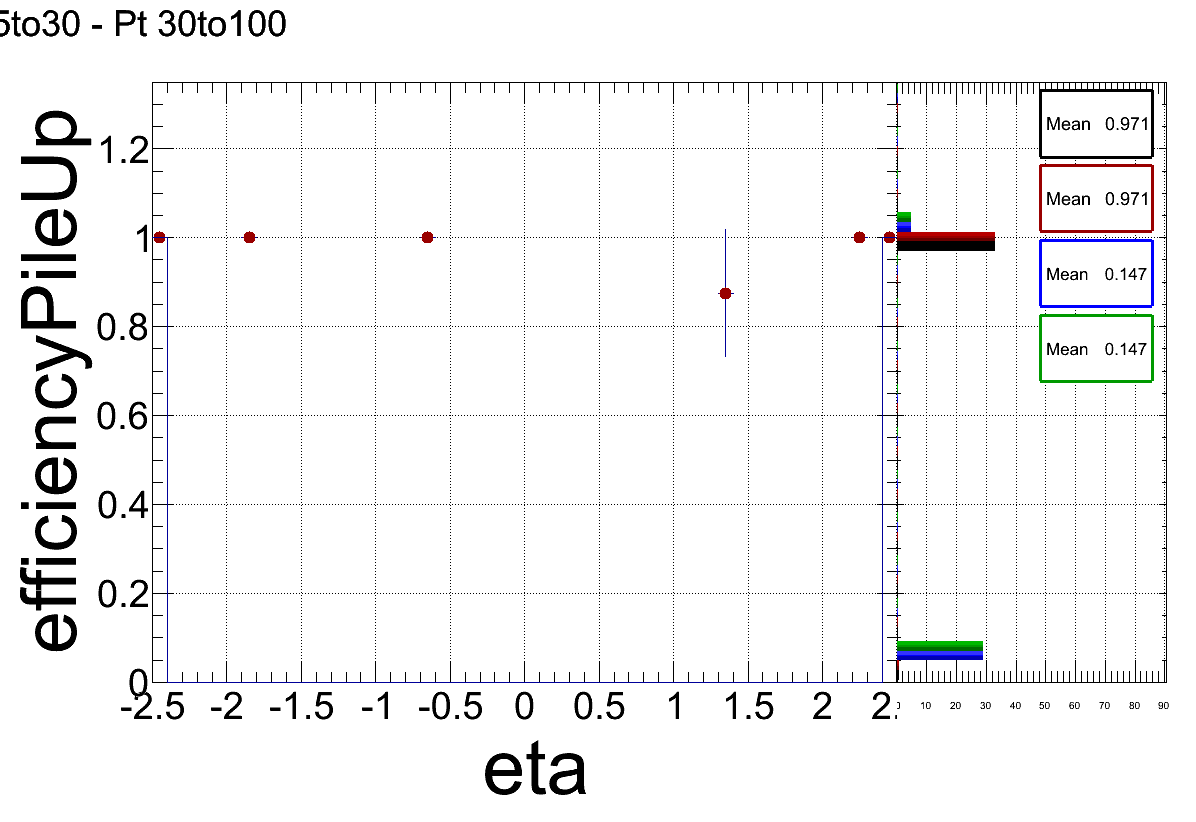 5to30 - Pt 30to100
efficiencyPileUp
1.2
1
0.8
0.6
0.4
0.2
0
-2.5 -2 -1.5 -1 -0.5 0 0.5 1 1.5 2 2.
eta
10 20 30 40 50 60 70 80 90
Mean 0.971
Mean 0.971
Mean 0.147
Mean 0.147